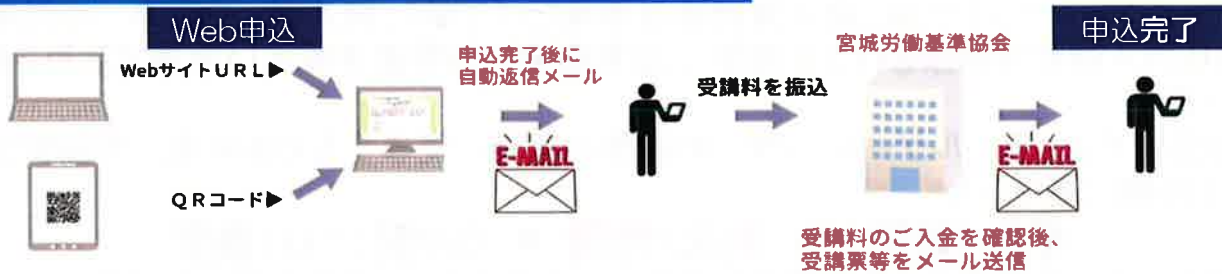 Web申込
申込完了
WebサイトURL▶
申込完了後に
自動返信メール
宮城労働基準協会
受講料を振込
E-MAIL
E-MAIL
QRコード▶
受講料のご入金を確認後、
受講票等をメール送信